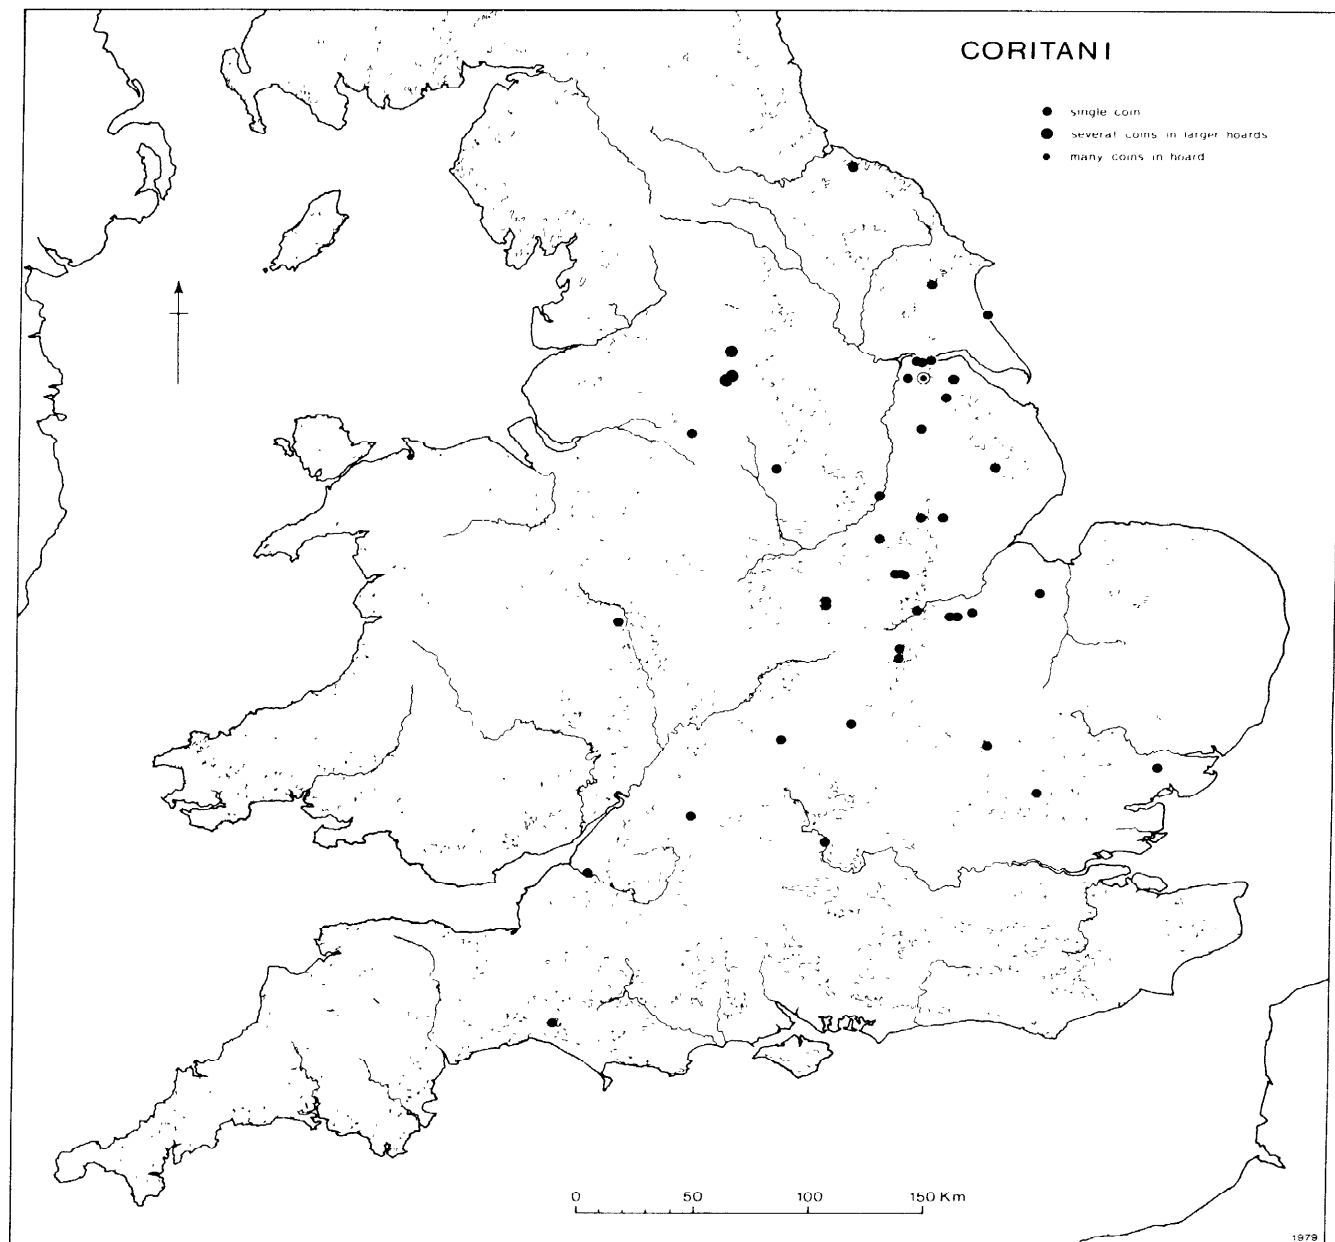 CORITANI
single coin
several coins in larger hoards
many coins in hoard
0 50 100 150 Km
1979